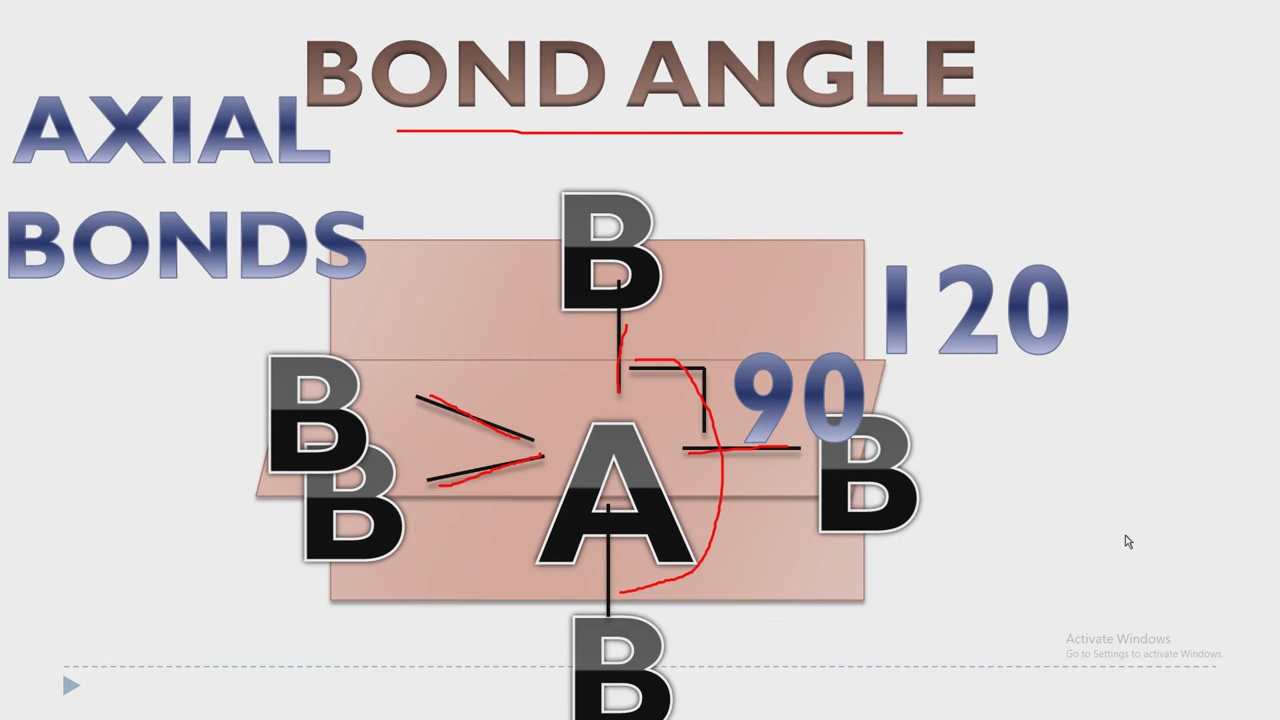 BOND ANGLE
AXIAL
BONDS
B
120
90
B
B
B
A
B
Activate Windows
Go to Settings to activate Windows.